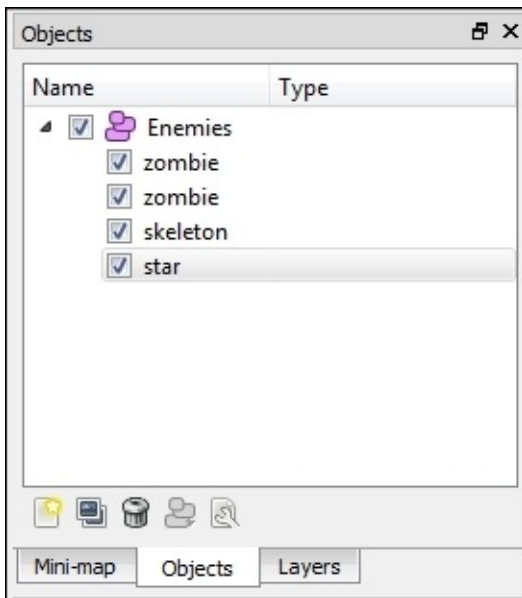 Objects
Name Type
Enemies
zombie
zombie
skeleton
star
Mini-map Objects Layers